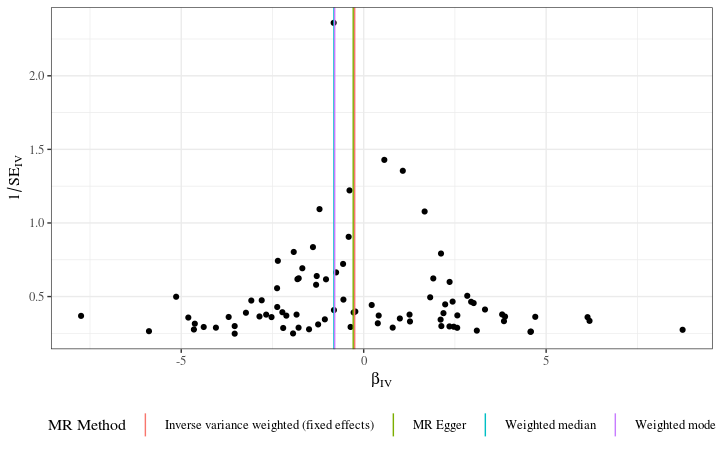 2.0
1.5
1.0
0.5
1/SE_IV
-5 0 5
β_IV
MR Method Inverse variance weighted (fixed effects) MR Egger Weighted median Weighted mode